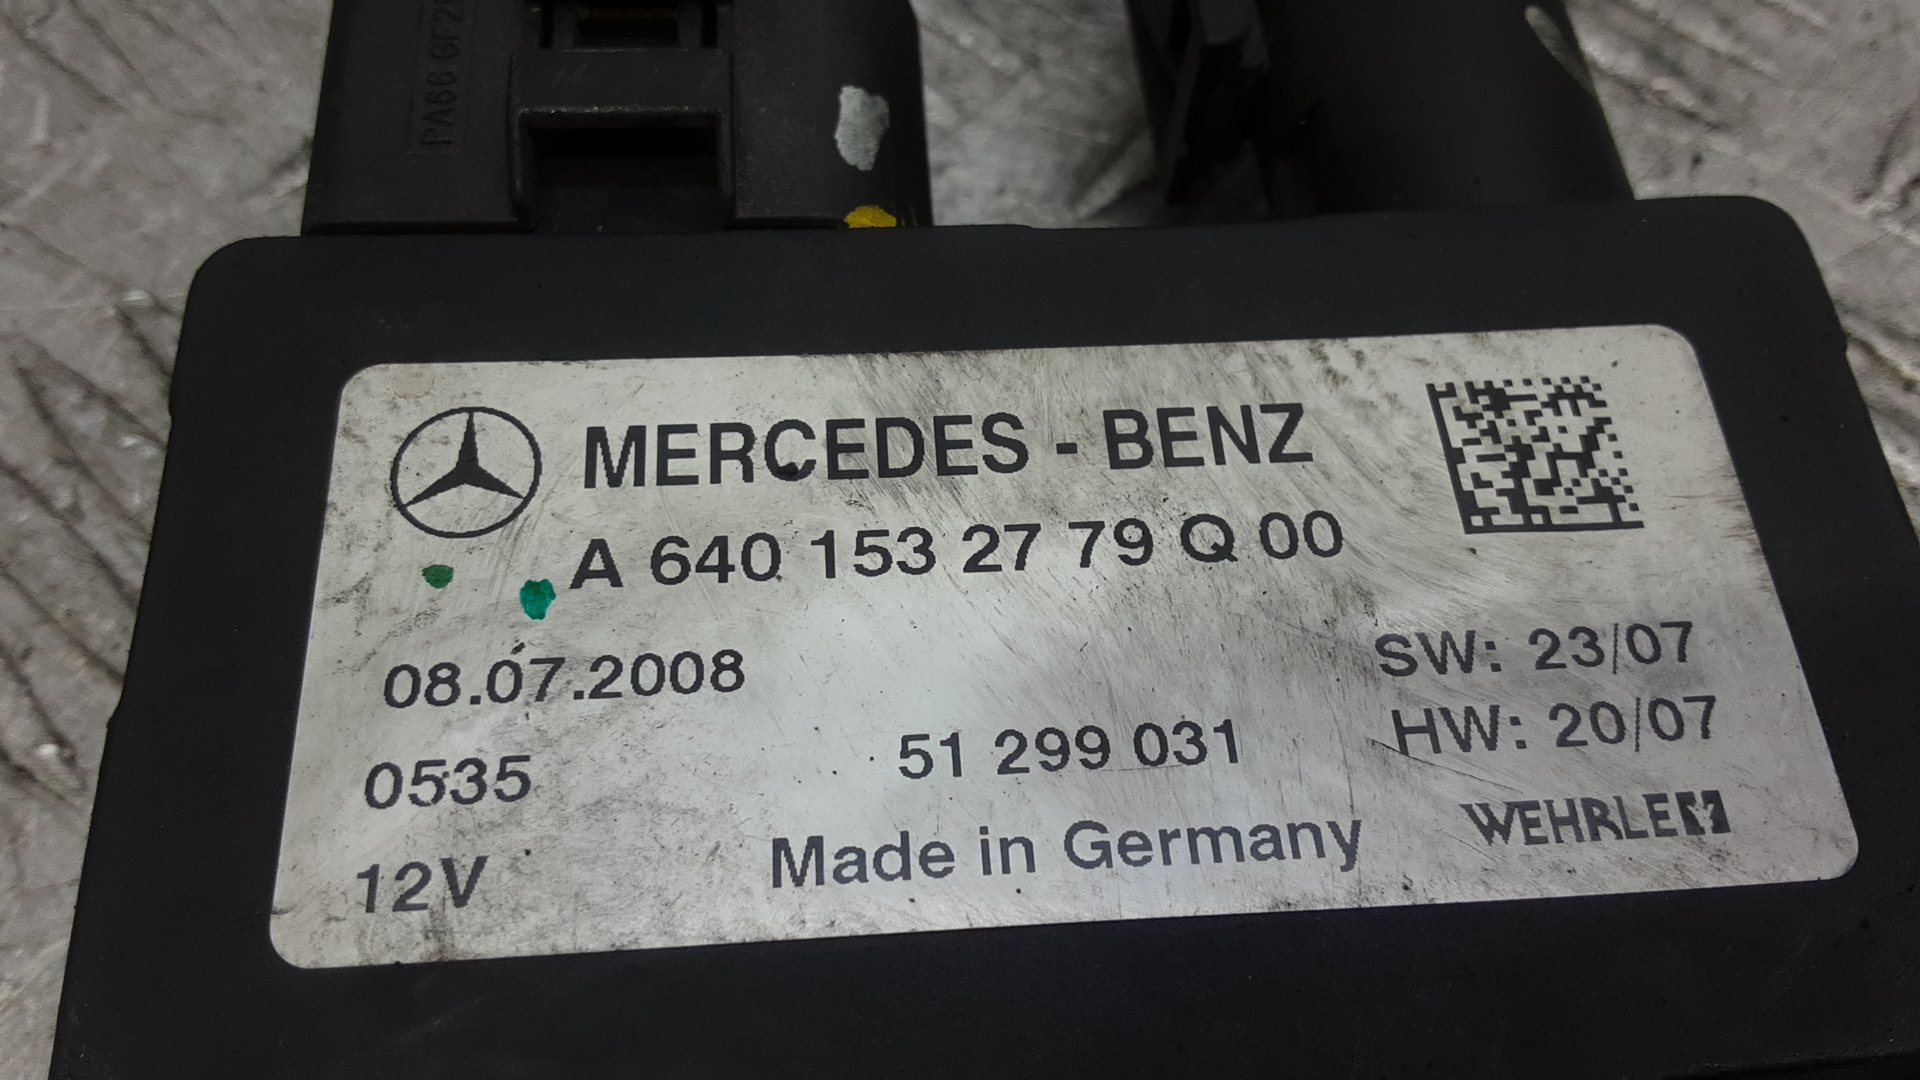 PA66 GF
MERCEDES - BENZ
A 640 153 27 79 Q 00
08.07.2008
SW: 23/07
HW: 20/07
0535
51 299 031
12V
Made in Germany
WEHRLE